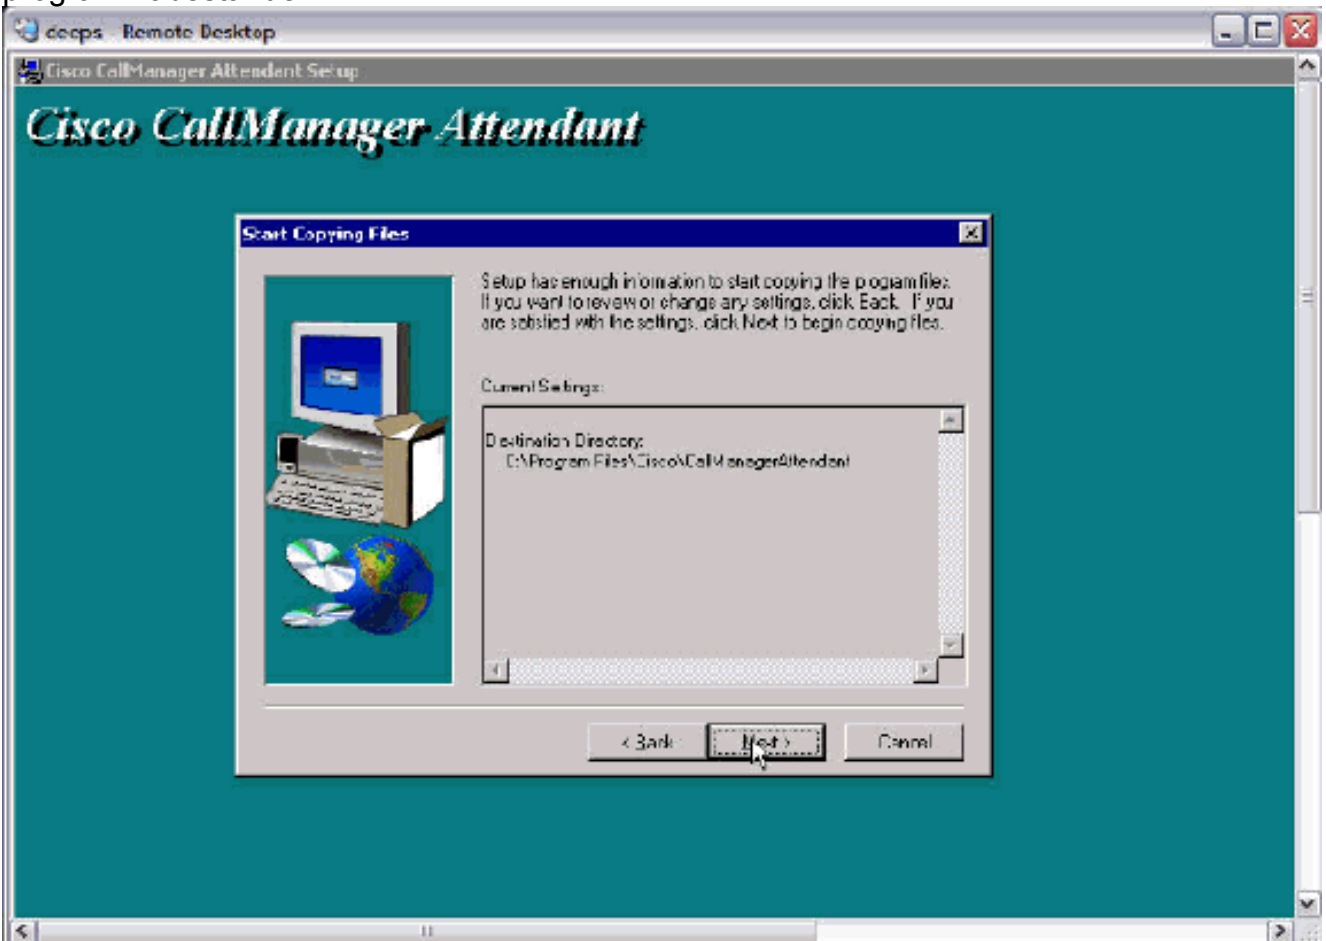 Remote Desktop
Cisco CallManager Attendant Setup
Cisco CallManager Attendant
Start Copying Files
Setup has enough information to start copying the program files.
If you want to review or change any settings, click Back. If you
are satisfied with the settings, click Next to begin copying files.
Current Settings:
Destination Directory:
C:\Program Files\Cisco\CallManagerAttendant
< Back
Next >
Cancel